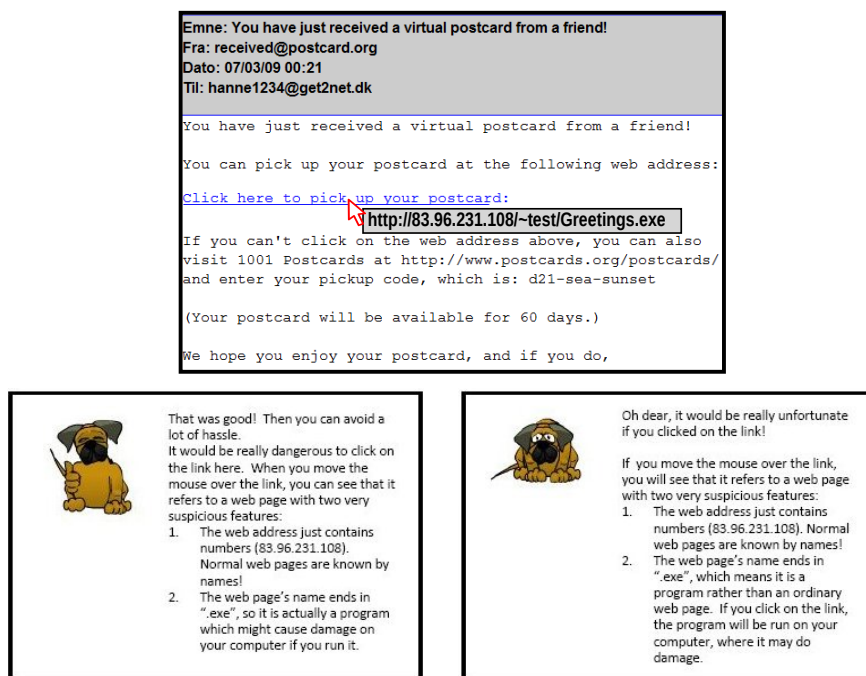 Emne: You have just received a virtual postcard from a friend!
Fra: received@postcard.org
Dato: 07/03/09 00:21
Til: hanne1234@get2net.dk
You have just received a virtual postcard from a friend!
You can pick up your postcard at the following web address:
Click here to pick up your postcard:
http://83.96.231.108/~test/Greetings.exe
If you can't click on the web address above, you can also
visit 1001 Postcards at http://www.postcards.org/postcards/
and enter your pickup code, which is: d21-sea-sunset
(Your postcard will be available for 60 days.)
We hope you enjoy your postcard, and if you do,
That was good! Then you can avoid a
lot of hassle.
It would be really dangerous to click on
the link here. When you move the
mouse over the link, you can see that it
refers to a web page with two very
suspicious features:
1. The web address just contains
numbers (83.96.231.108).
Normal web pages are known by
names!
2. The web page's name ends in
".exe", so it is actually a program
which might cause damage on
your computer if you run it.
Oh dear, it would be really unfortunate
if you clicked on the link!
If you move the mouse over the link,
you will see that it refers to a web page
with two very suspicious features:
1. The web address just contains
numbers (83.96.231.108). Normal
web pages are known by names!
2. The web page's name ends in
".exe", which means it is a
program rather than an ordinary
web page. If you click on the link,
the program will be run on your
computer, where it may do
damage.